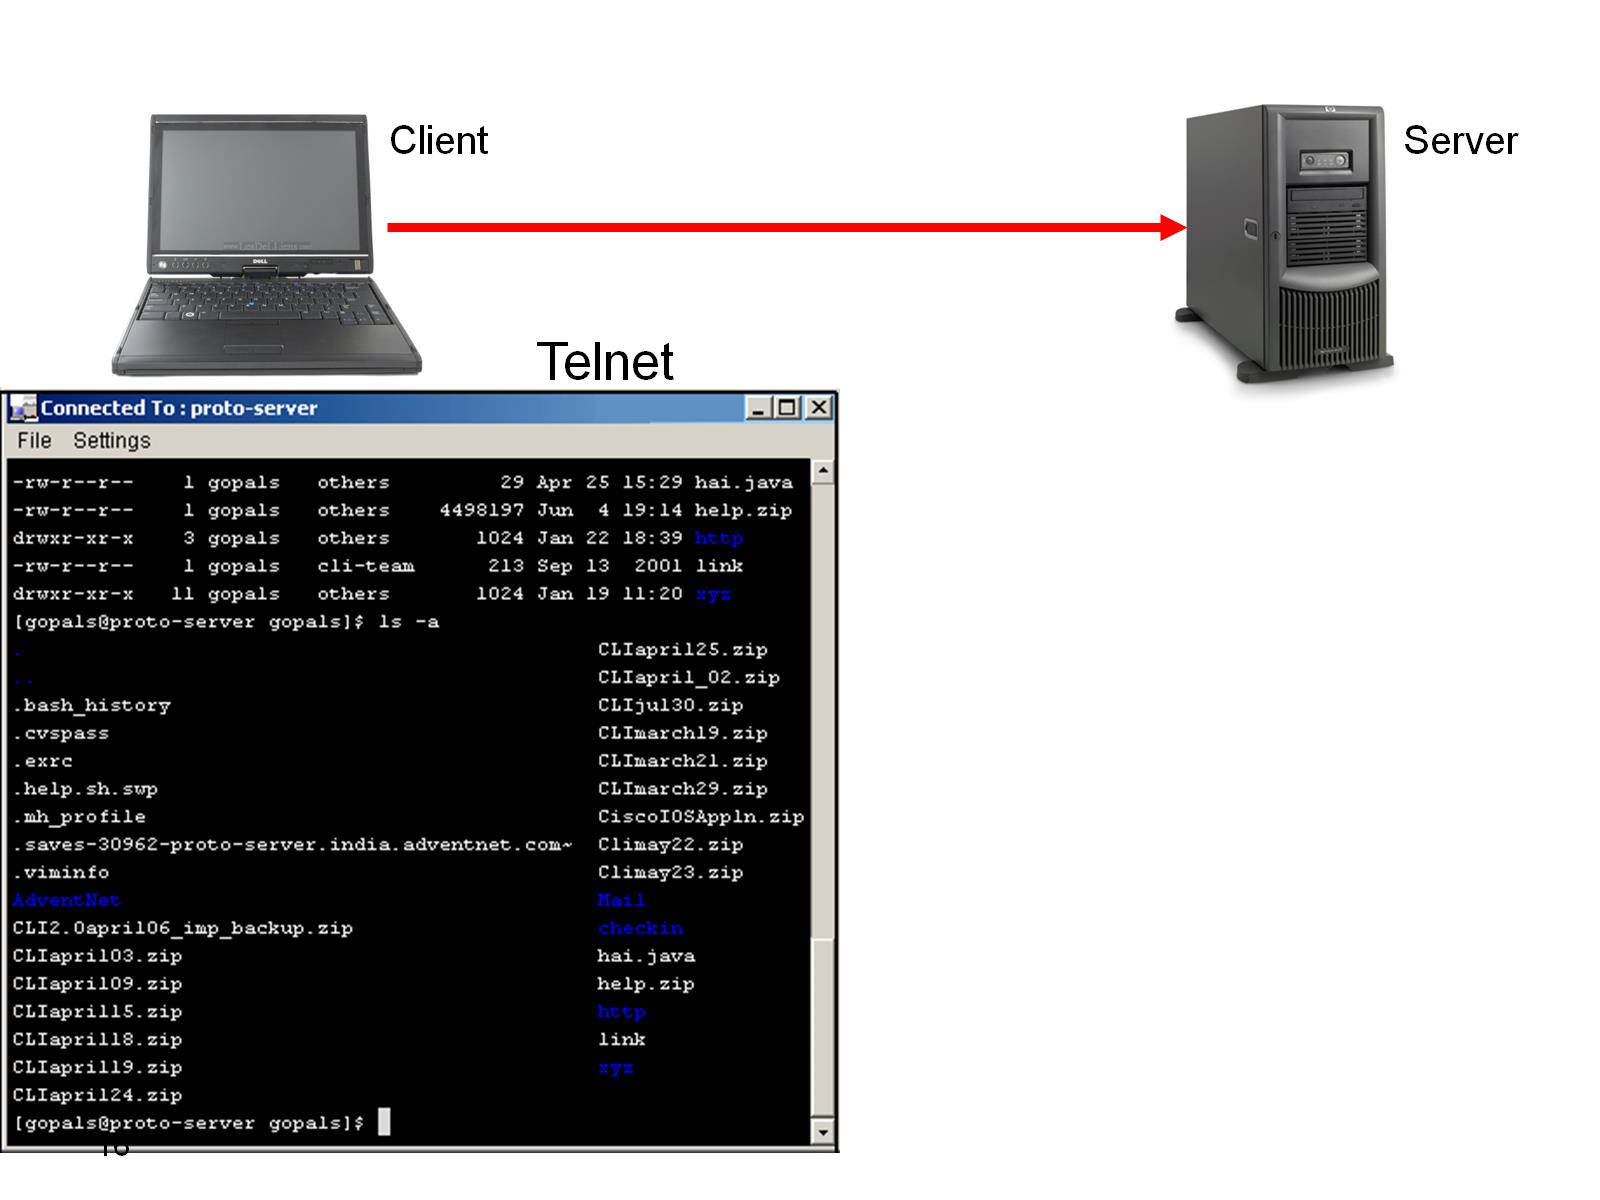 Client
Server
DELL
Telnet
Connected To : proto-server
File Settings
-rw-r--r-- 1 gopals others 29 Apr 25 15:29 hai.java
-rw-r--r-- 1 gopals others 4498197 Jun 4 19:14 help.zip
drwxr-xr-x 3 gopals others 1024 Jan 22 18:39 http
-rw-r--r-- 1 gopals cli-team 213 Sep 13 2001 link
drwxr-xr-x 11 gopals others 1024 Jan 19 11:20 xyz
[gopals@proto-server gopals]$ ls -a
. CLIapril25.zip
.. CLIapril_02.zip
.bash_history CLIjul30.zip
.cvspass CLImarch19.zip
.exrc CLImarch21.zip
.help.sh.swp CLImarch29.zip
.mh_profile CiscoIOSAppln.zip
.saves-30962-proto-server.india.adventnet.com~ Climay22.zip
.viminfo Climay23.zip
AdventNet Mail
CLI2.0april06_imp_backup.zip checkin
CLIapril03.zip hai.java
CLIapril09.zip help.zip
CLIapril15.zip http
CLIapril18.zip link
CLIapril19.zip xyz
CLIapril24.zip
[gopals@proto-server gopals]$
16